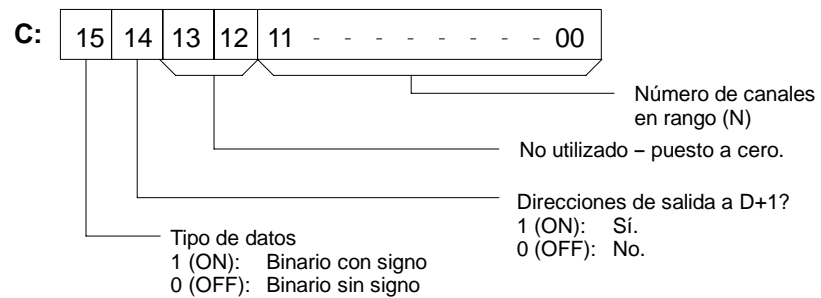 C: 15 14 13 12 11 - - - - - - - - 00
Número de canales
en rango (N)
No utilizado – puesto a cero.
Direcciones de salida a D+1?
1 (ON): Sí.
0 (OFF): No.
Tipo de datos
1 (ON): Binario con signo
0 (OFF): Binario sin signo